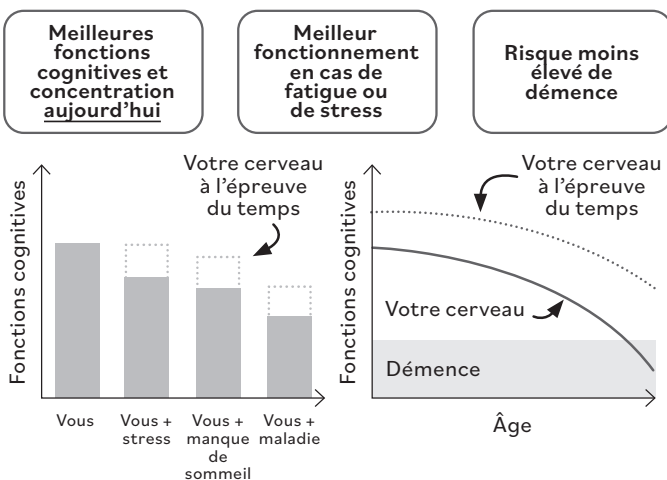 Meilleures
fonctions
cognitives et
concentration
aujourd'hui
Meilleur
fonctionnement
en cas de
fatigue ou
de stress
Risque moins
élevé de
démence
Fonctions cognitives
Votre cerveau
à l'épreuve
du temps
Vous
Vous +
stress
Vous +
manque
de
sommeil
Vous +
maladie
Fonctions cognitives
Votre cerveau
à l'épreuve
du temps
Votre cerveau
Démence
Âge